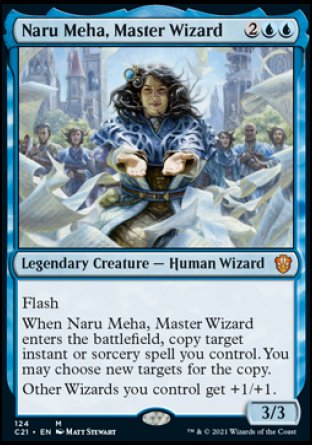 Naru Meha, Master Wizard 2
Legendary Creature — Human Wizard
Flash
When Naru Meha, Master Wizard
enters the battlefield, copy target
instant or sorcery spell you control. You
may choose new targets for the copy.
Other Wizards you control get +1/+1.
3/3
124 M
C21 • EN Matt Stewart
™ & © 2021 Wizards of the Coast